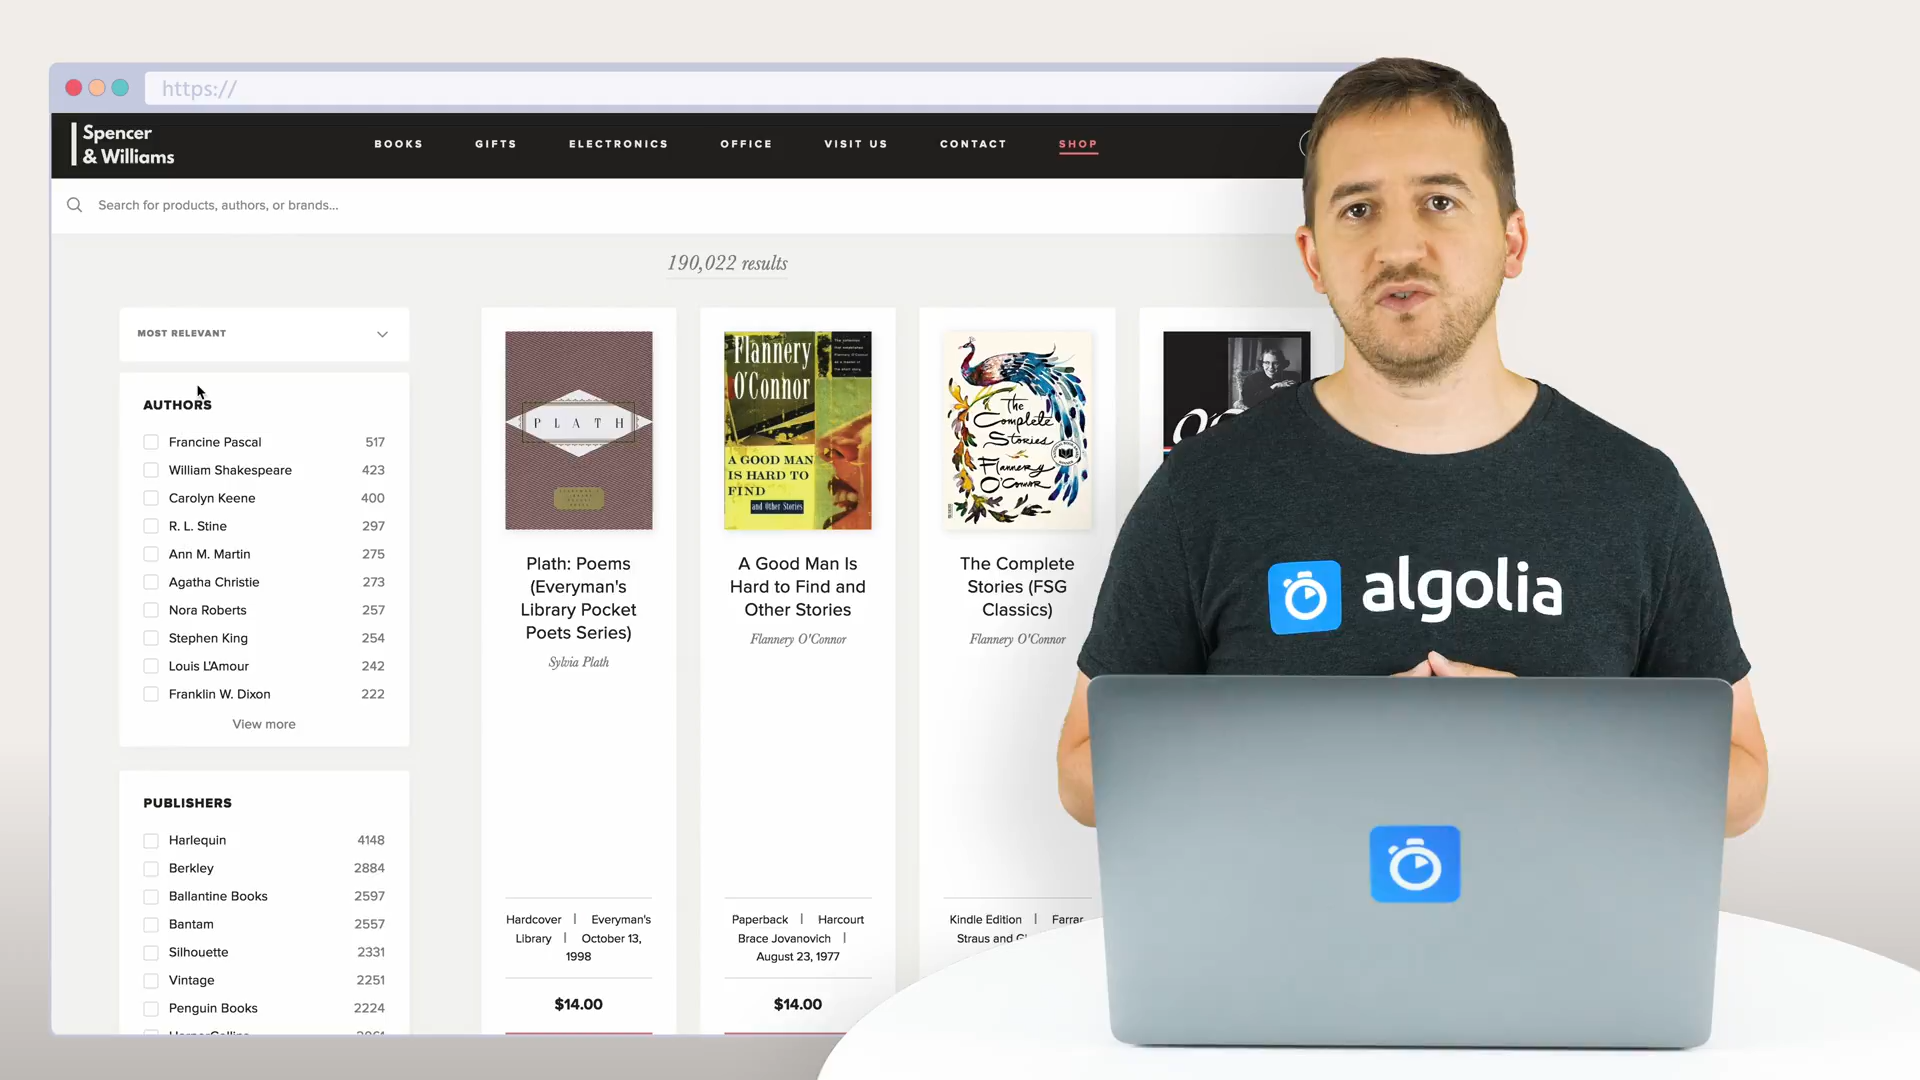 https://
Spencer
& Williams
BOOKS
GIFTS
ELECTRONICS
OFFICE
VISIT US
CONTACT
SHOP
Search for products, authors, or brands...
190,022 results
MOST RELEVANT
AUTHORS
Francine Pascal 517
William Shakespeare 423
Carolyn Keene 400
R. L. Stine 297
Ann M. Martin 275
Agatha Christie 273
Nora Roberts 257
Stephen King 254
Louis L'Amour 242
Franklin W. Dixon 222
View more
PUBLISHERS
Harlequin 4148
Berkley 2884
Ballantine Books 2597
Bantam 2557
Silhouette 2331
Vintage 2251
Penguin Books 2224
PLATH
Plath: Poems
(Everyman's
Library Pocket
Poets Series)
Sylvia Plath
Hardcover | Everyman's
Library | October 13,
1998
$14.00
Flannery
O'Connor
A GOOD MAN
IS HARD TO
FIND
and Other Stories
A Good Man Is
Hard to Find and
Other Stories
Flannery O'Connor
Paperback | Harcourt
Brace Jovanovich |
August 23, 1977
$14.00
The
Complete
Stories
Flannery
O'Connor
The Complete
Stories (FSG
Classics)
Flannery O'Connor
Kindle Edition | Farrar
Straus and
algolia